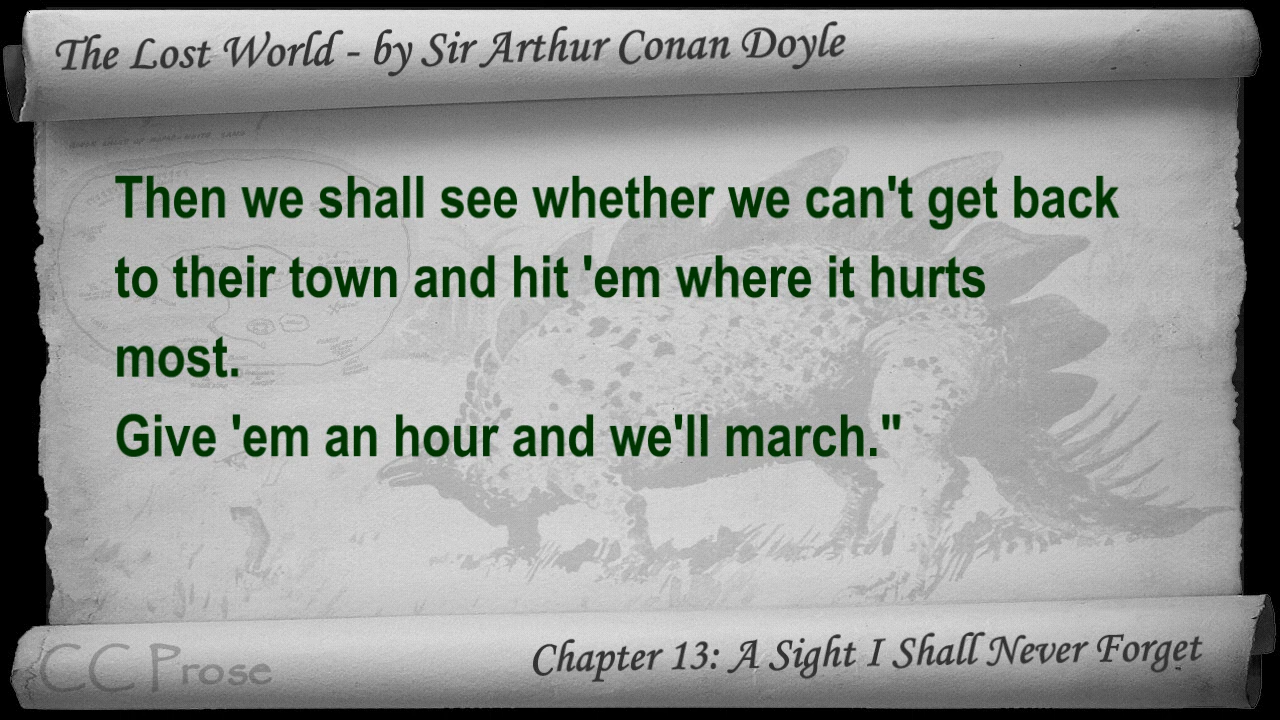 The Lost World - by Sir Arthur Conan Doyle
Then we shall see whether we can't get back
to their town and hit 'em where it hurts
most.
Give 'em an hour and we'll march."
CC Prose
Chapter 13: A Sight I Shall Never Forget